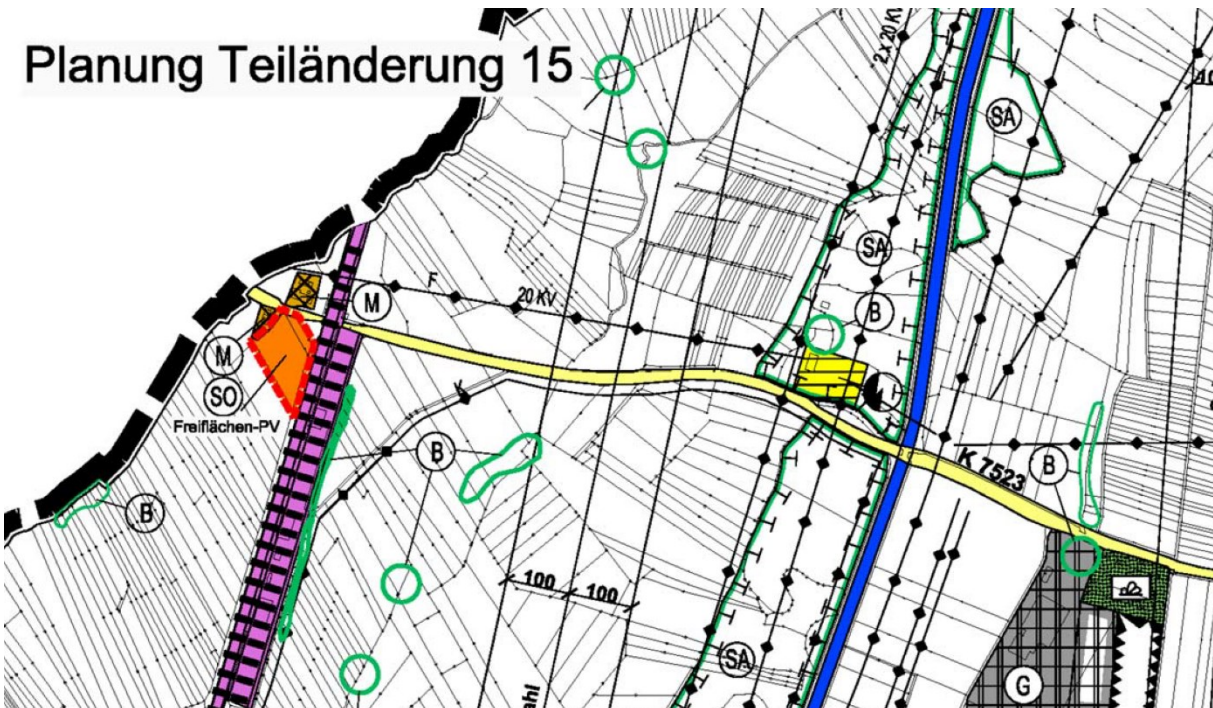 Planung Teiländerung 15
2 x 20 KV
SA
SA
F
20 KV
M
B
M
SO
Freiflächen-PV
B
B
B
K 7523
100
100
SA
G